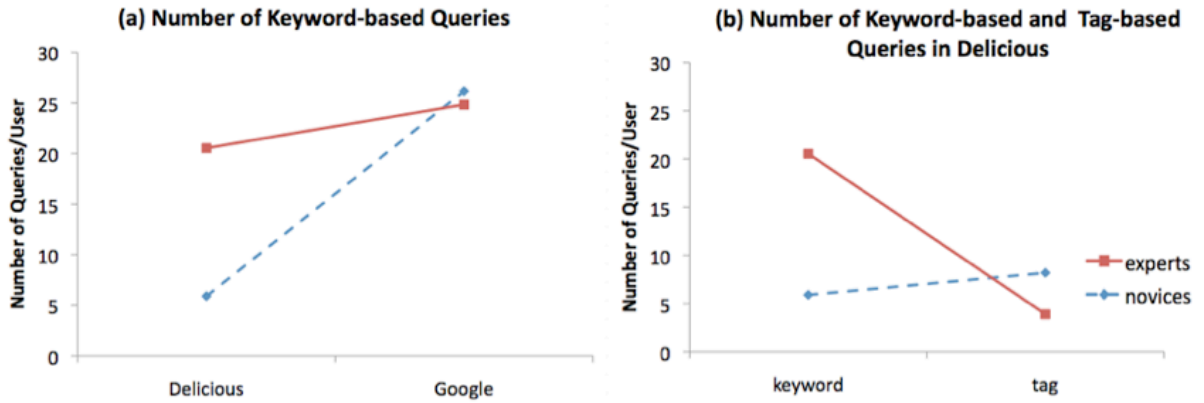 (a) Number of Keyword-based Queries
Number of Queries/User
30
25
20
15
10
5
0
Delicious
Google
(b) Number of Keyword-based and Tag-based
Queries in Delicious
Number of Queries/User
30
25
20
15
10
5
0
keyword
tag
experts
novices